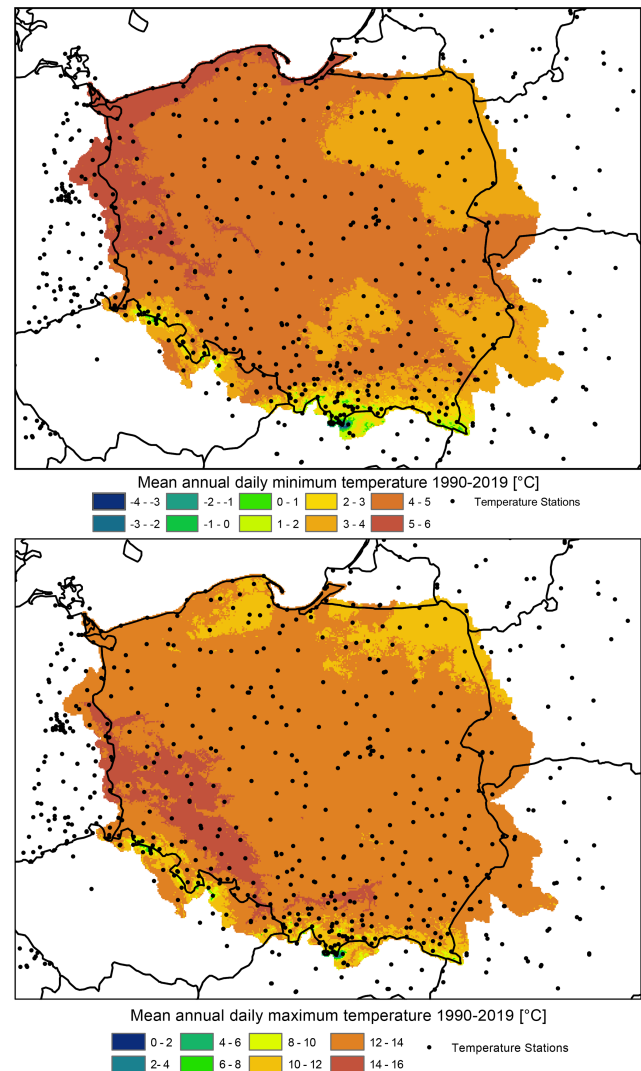 Mean annual daily minimum temperature 1990-2019 [°C]
-4 - -3 -2 - -1 0 - 1 2 - 3 4 - 5 Temperature Stations
-3 - -2 -1 - 0 1 - 2 3 - 4 5 - 6
Mean annual daily maximum temperature 1990-2019 [°C]
0 - 2 4 - 6 8 - 10 12 - 14 Temperature Stations
2- 4 6 - 8 10 - 12 14 - 16